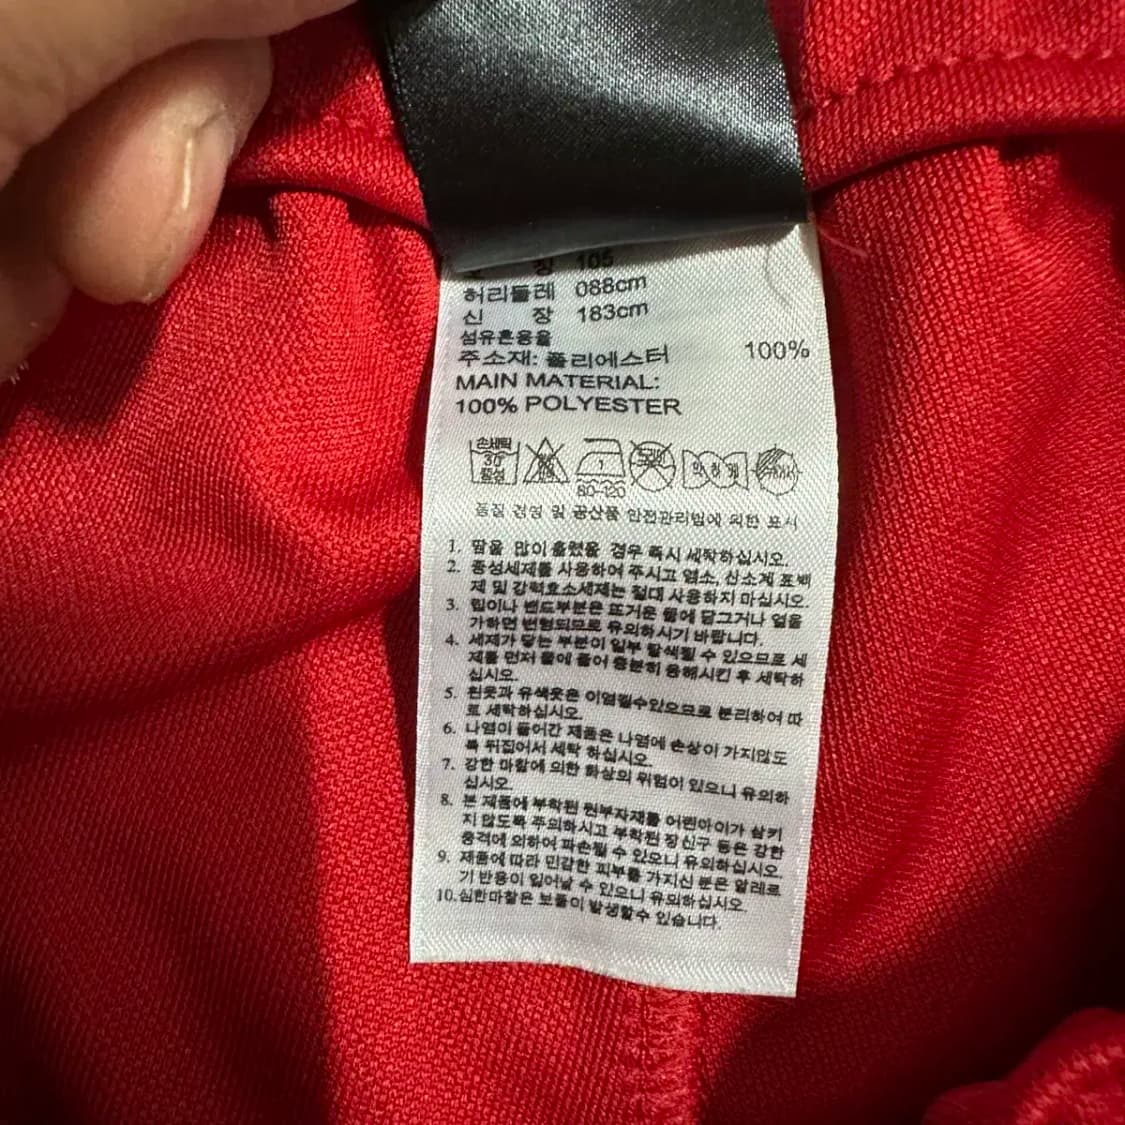 105
허리둘레 088cm
신 장 183cm
섬유혼용율
주소재: 폴리에스터 100%
MAIN MATERIAL:
100% POLYESTER
손세탁
30
중성
1
80-120
품질 경영 및 공산품 안전관리법에 의한 표시
1. 땀을 많이 흘렸을 경우 즉시 세탁하십시오.
2. 중성세제를 사용하여 주시고 염소, 산소계 표백
제 및 강력효소세제는 절대 사용하지 마십시오.
3. 립이나 밴드부분은 뜨거운 물에 담그거나 열을
가하면 변형되므로 유의하시기 바랍니다.
4. 세제가 닿는 부분이 일부 탈색될 수 있으므로 세
제를 먼저 물에 풀어 충분히 용해시킨 후 세탁하
십시오.
5. 흰옷과 유색옷은 이염될수있으므로 분리하여 따
로 세탁하십시오.
6. 나염이 들어간 제품은 나염에 손상이 가지않도
록 뒤집어서 세탁 하십시오.
7. 강한 마찰에 의한 화상의 위험이 있으니 유의하
십시오.
8. 본 제품에 부착된 원부자재를 어린아이가 삼키
지 않도록 주의하시고 부착된 장신구 등은 강한
충격에 의하여 파손될 수 있으니 유의하십시오.
9. 제품에 따라 민감한 피부를 가지신 분은 알레르
기 반응이 일어날 수 있으니 유의하십시오.
10.심한마찰은 보풀이 발생할수 있습니다.